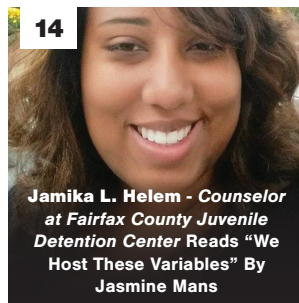 14
Jamika L. Helem - Counselor
at Fairfax County Juvenile
Detention Center Reads “We
Host These Variables” By
Jasmine Mans